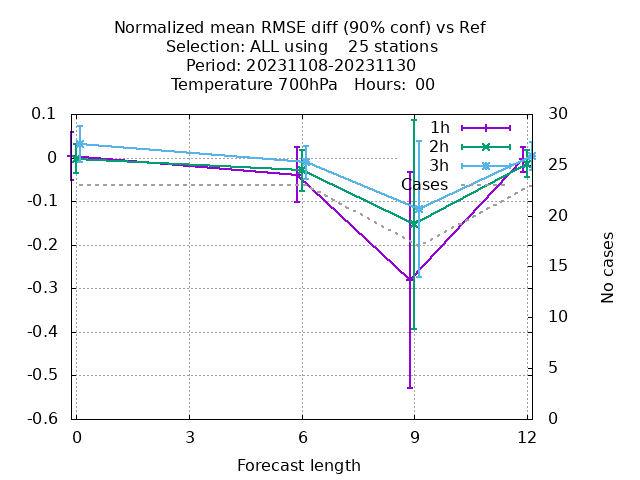 Normalized mean RMSE diff (90% conf) vs Ref
Selection: ALL using    25 stations
Period: 20231108-20231130
Temperature 700hPa   Hours:  00
0.1
0
-0.1
-0.2
-0.3
-0.4
-0.5
-0.6
30
25
20
15
10
5
0
1h
2h
3h
Cases
No cases
0 3 6 9 12
Forecast length